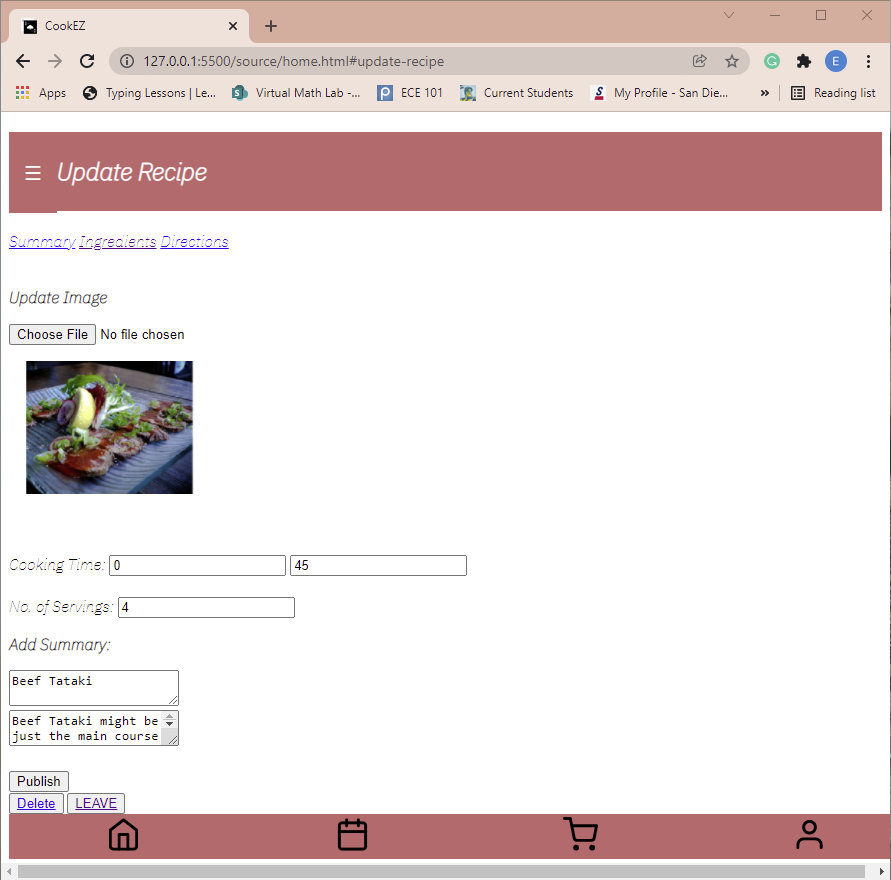 CookEZ
127.0.0.1:5500/source/home.html#update-recipe
E
Apps Typing Lessons | Le... Virtual Math Lab -... ECE 101 Current Students My Profile - San Die... » Reading list
Update Recipe
Summary Ingredients Directions
Update Image
Choose File No file chosen
Cooking Time: 0 45
No. of Servings: 4
Add Summary:
Beef Tataki
Beef Tataki might be
just the main course
Publish
Delete LEAVE